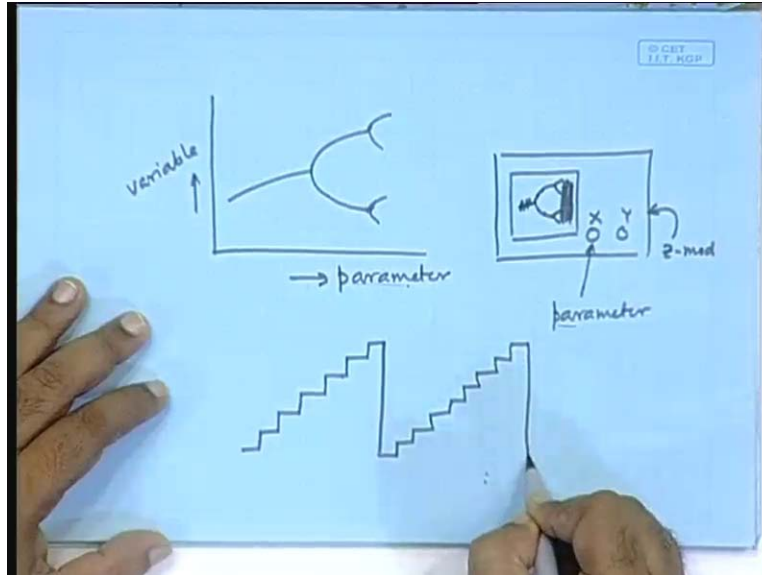 © CET
I.I.T. KGP
variable
parameter
X Y
z-mod
parameter